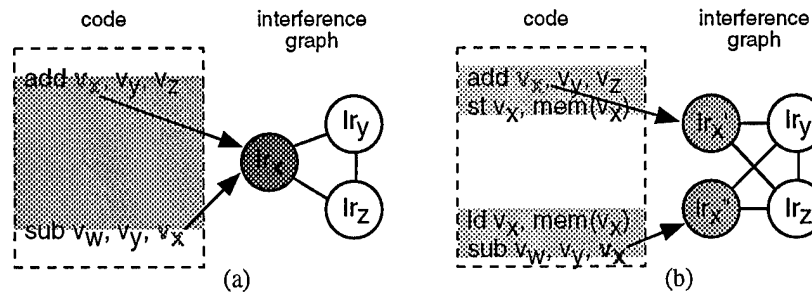 code
interference
graph
add vx, vy, vz
sub vw, vy, vx
lrx
lry
lrz
(a)
code
interference
graph
add vx, vy, vz
st vx, mem(vx)
ld vx, mem(vx)
sub vw, vy, vx
lrx'
lry
lrx"
lrz
(b)